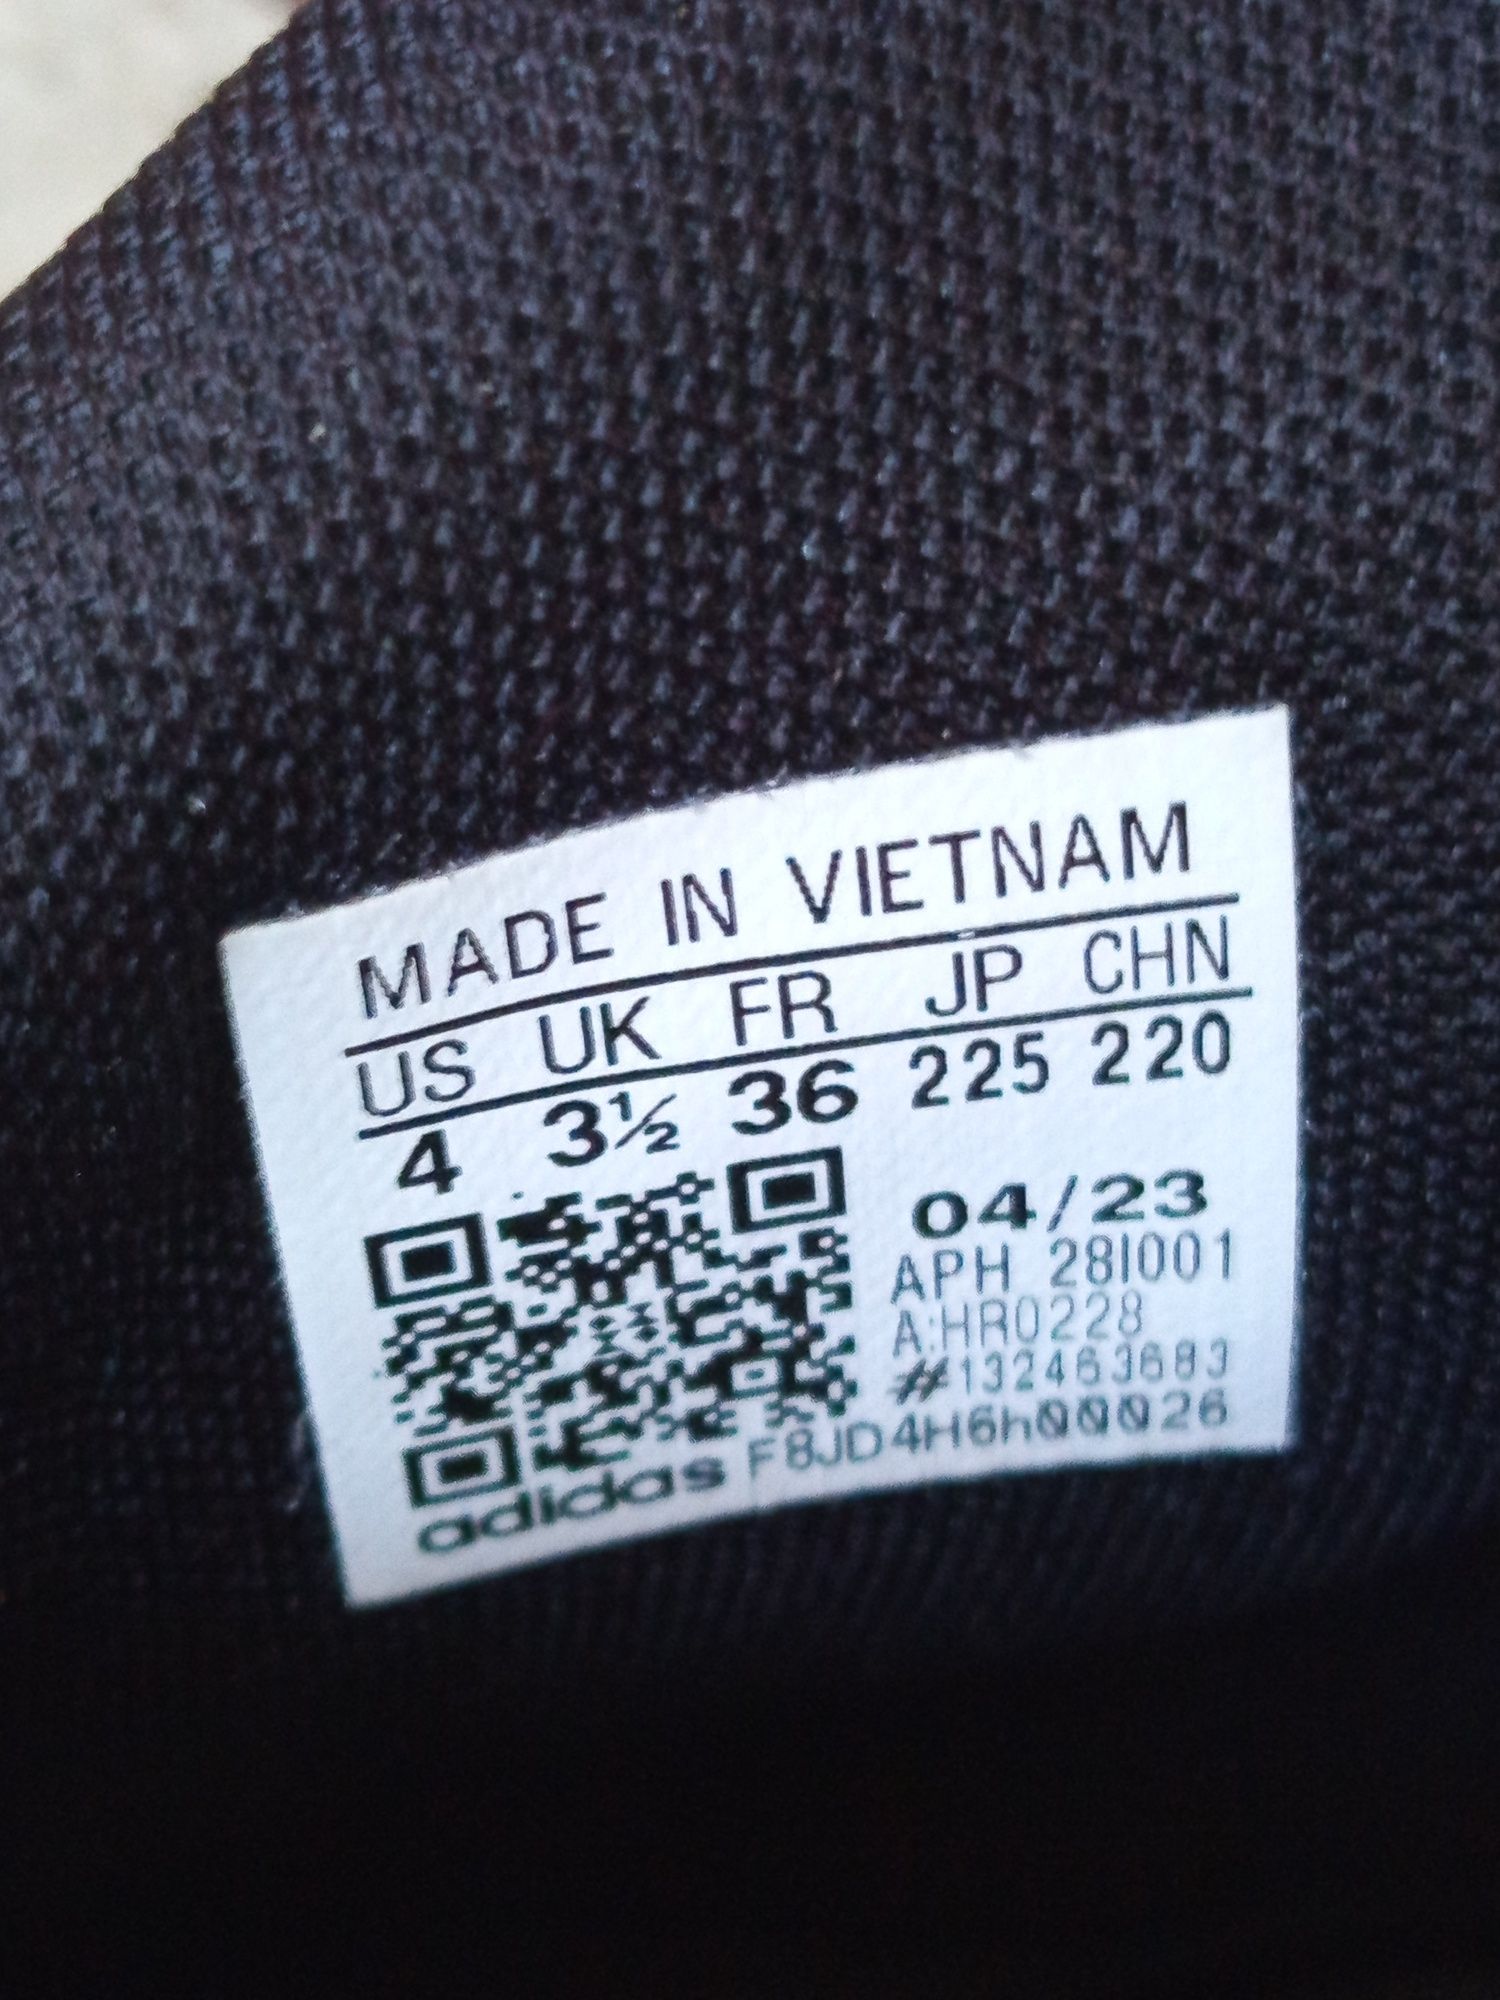 MADE IN VIETNAM
US UK FR JP CHN
4 3½ 36 225 220
04/23
APH 28I001
A:HR0228
#132463683
adidas F8JD4H6h00026